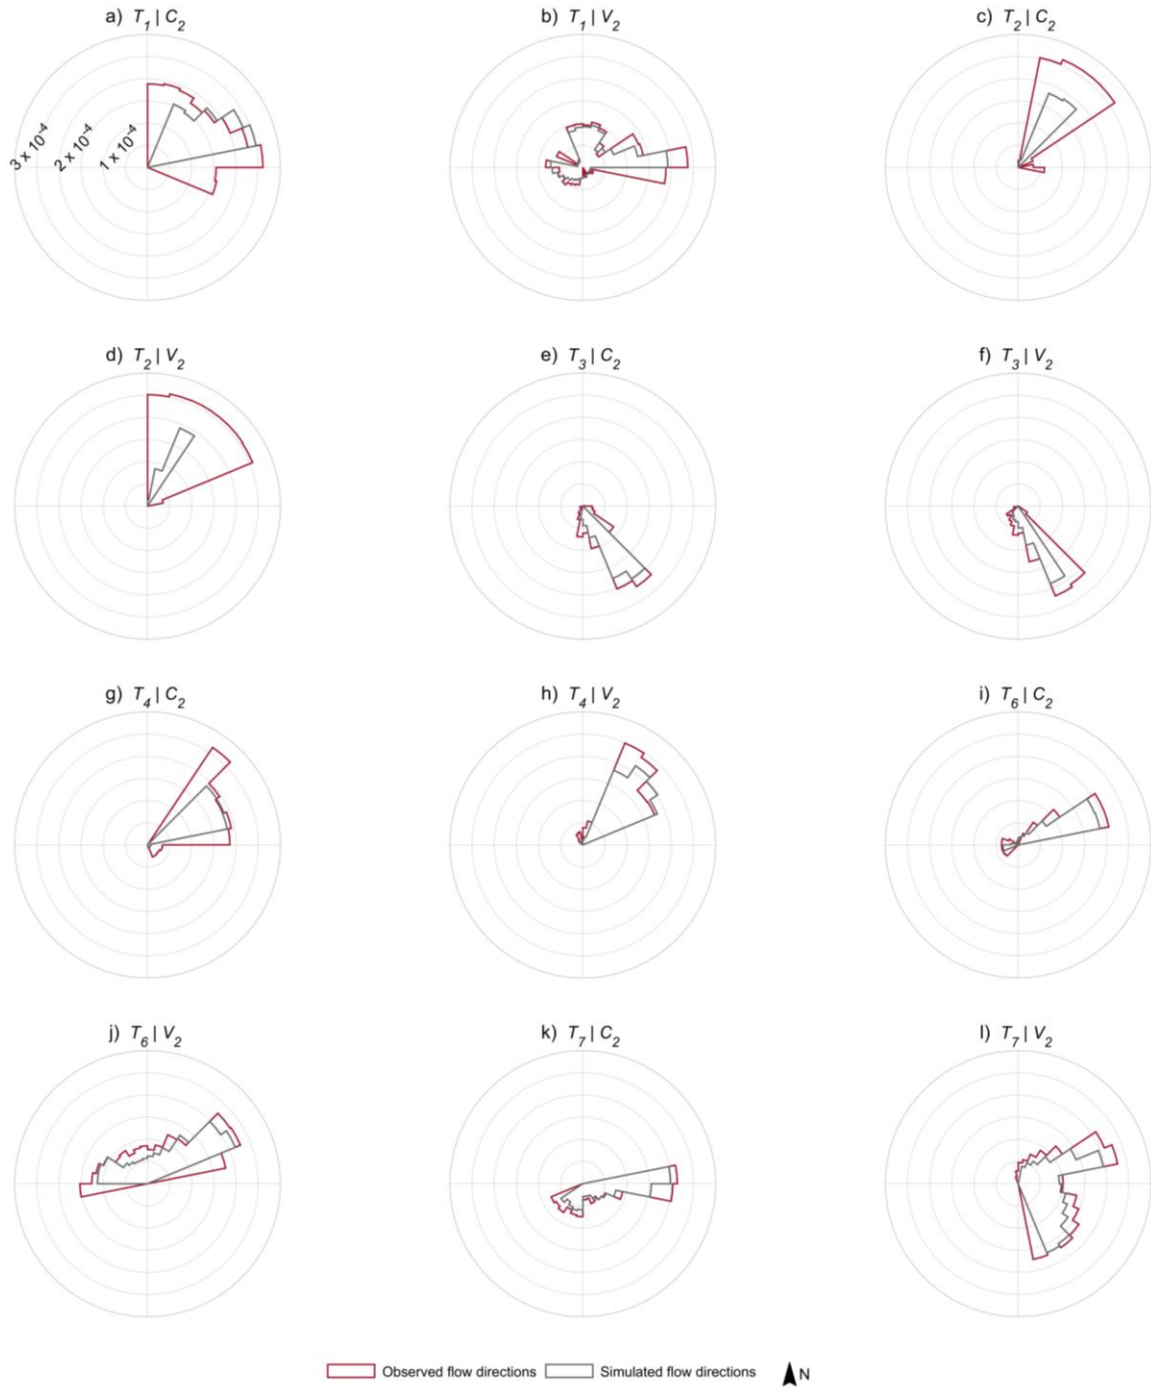 a) T₁ | C₂
b) T₁ | V₂
c) T₂ | C₂
3 x 10⁻⁴
2 x 10⁻⁴
1 x 10⁻⁴
d) T₂ | V₂
e) T₃ | C₂
f) T₃ | V₂
g) T₄ | C₂
h) T₄ | V₂
i) T₆ | C₂
j) T₆ | V₂
k) T₇ | C₂
l) T₇ | V₂
Observed flow directions
Simulated flow directions
N